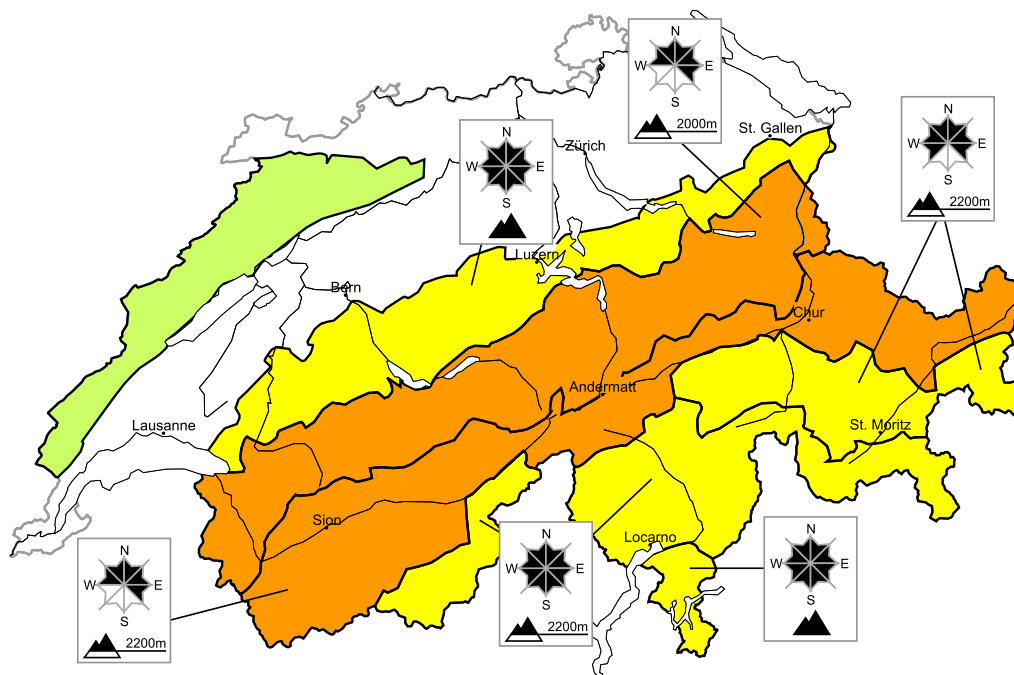 N
W E
S
2000m
St. Gallen
N
W E
S
2200m
N
W E
S
Zürich
Luzern
Bern
Chur
Andermatt
Lausanne
St. Moritz
Sion
Locarno
N
W E
S
2200m
N
W E
S
2200m
N
W E
S